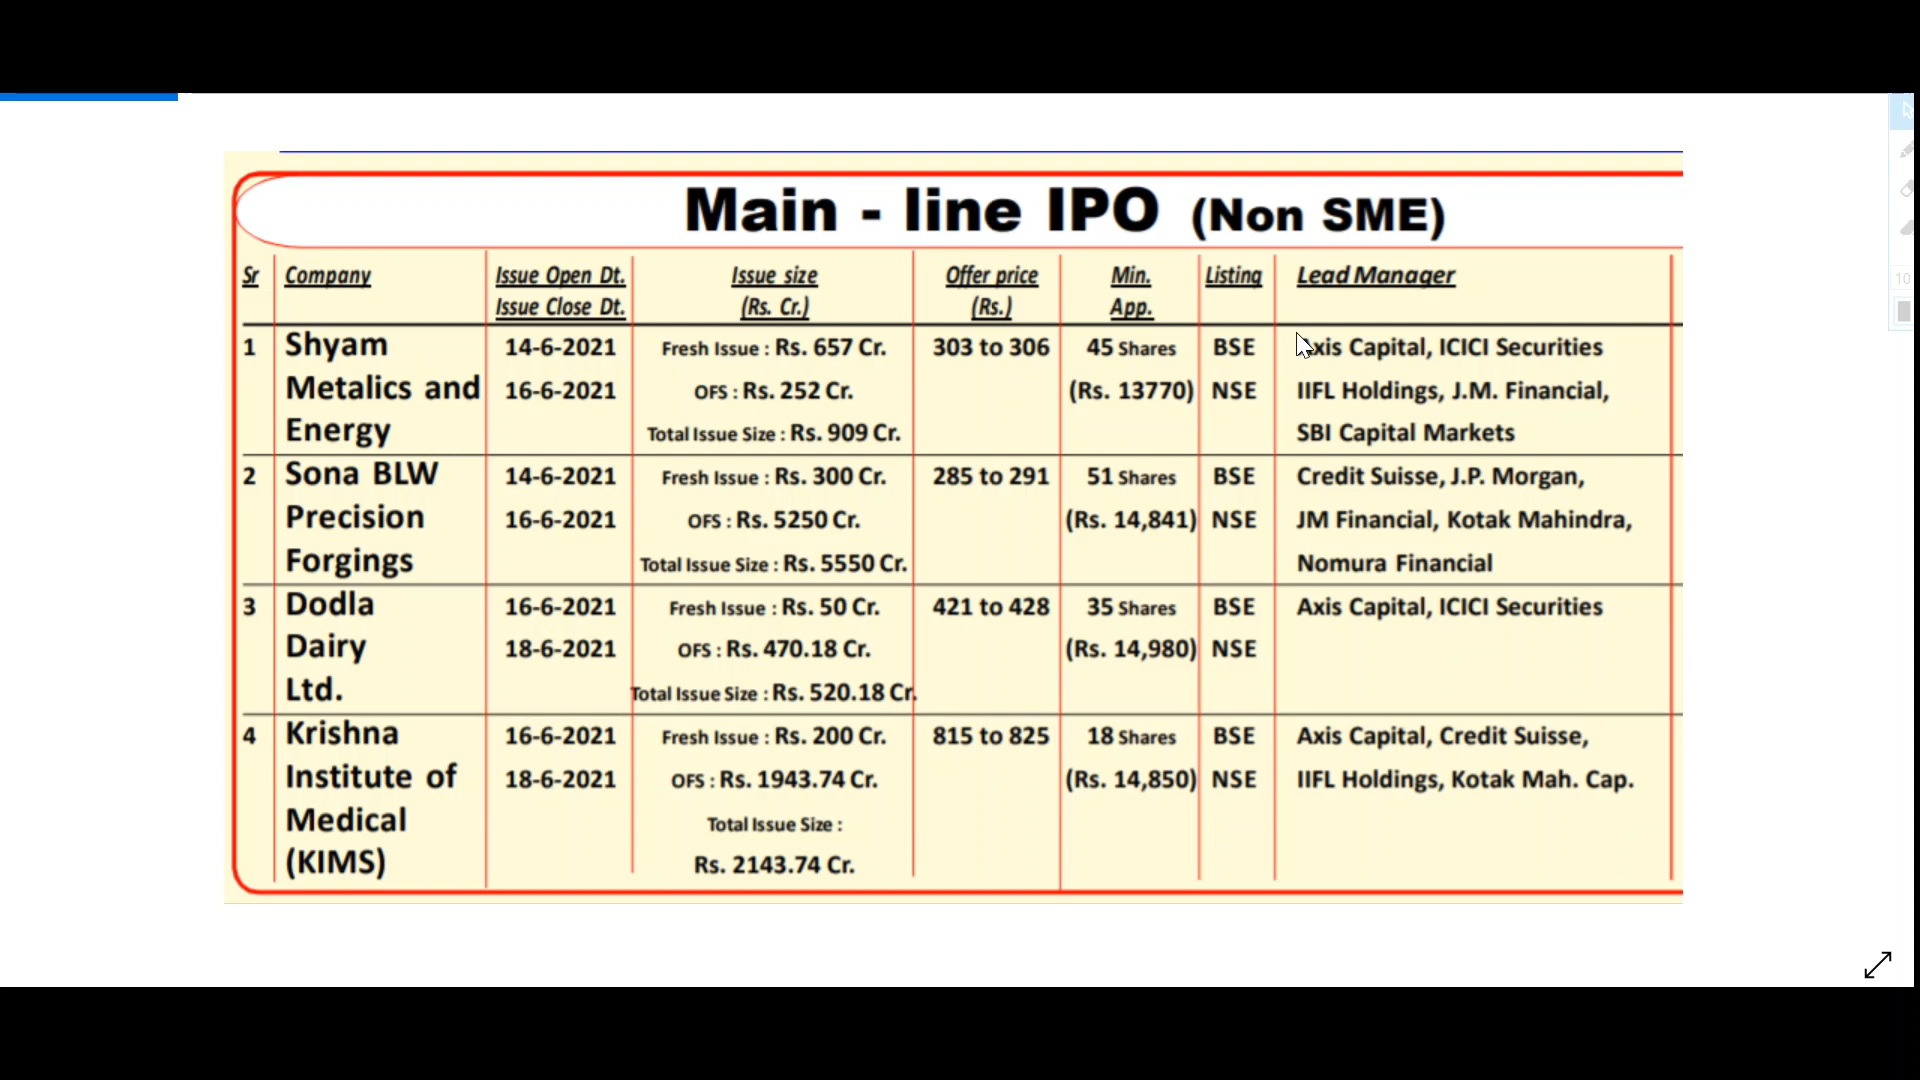 Main - line IPO (Non SME)
Sr Company Issue Open Dt. Issue size Offer price Min. Listing Lead Manager
Issue Close Dt. (Rs. Cr.) (Rs.) App.
1 Shyam 14-6-2021 Fresh Issue : Rs. 657 Cr. 303 to 306 45 Shares BSE Axis Capital, ICICI Securities
Metalics and 16-6-2021 OFS : Rs. 252 Cr. (Rs. 13770) NSE IIFL Holdings, J.M. Financial,
Energy Total Issue Size : Rs. 909 Cr. SBI Capital Markets
2 Sona BLW 14-6-2021 Fresh Issue : Rs. 300 Cr. 285 to 291 51 Shares BSE Credit Suisse, J.P. Morgan,
Precision 16-6-2021 OFS : Rs. 5250 Cr. (Rs. 14,841) NSE JM Financial, Kotak Mahindra,
Forgings Total Issue Size : Rs. 5550 Cr. Nomura Financial
3 Dodla 16-6-2021 Fresh Issue : Rs. 50 Cr. 421 to 428 35 Shares BSE Axis Capital, ICICI Securities
Dairy 18-6-2021 OFS : Rs. 470.18 Cr. (Rs. 14,980) NSE
Ltd. Total Issue Size : Rs. 520.18 Cr.
4 Krishna 16-6-2021 Fresh Issue : Rs. 200 Cr. 815 to 825 18 Shares BSE Axis Capital, Credit Suisse,
Institute of 18-6-2021 OFS : Rs. 1943.74 Cr. (Rs. 14,850) NSE IIFL Holdings, Kotak Mah. Cap.
Medical Total Issue Size :
(KIMS) Rs. 2143.74 Cr.
10